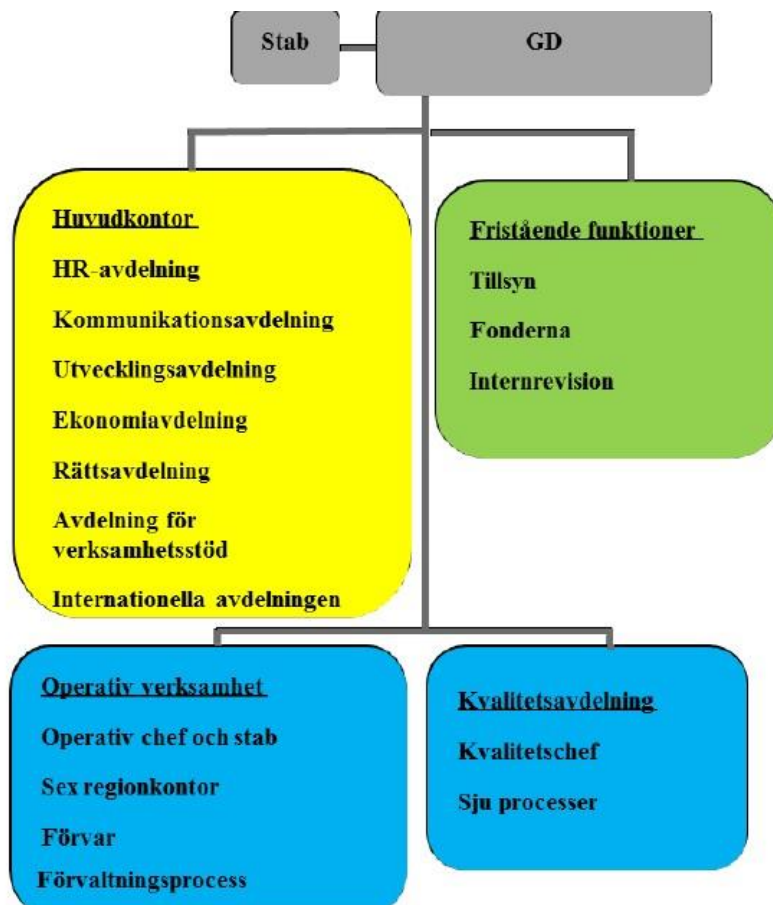 Stab
GD
Huvudkontor
HR-avdelning
Kommunikationsavdelning
Utvecklingsavdelning
Ekonomiavdelning
Rättsavdelning
Avdelning för
verksamhetsstöd
Internationella avdelningen
Fristående funktioner
Tillsyn
Fonderna
Internrevision
Operativ verksamhet
Operativ chef och stab
Sex regionkontor
Förvar
Förvaltningsprocess
Kvalitetsavdelning
Kvalitetschef
Sju processer